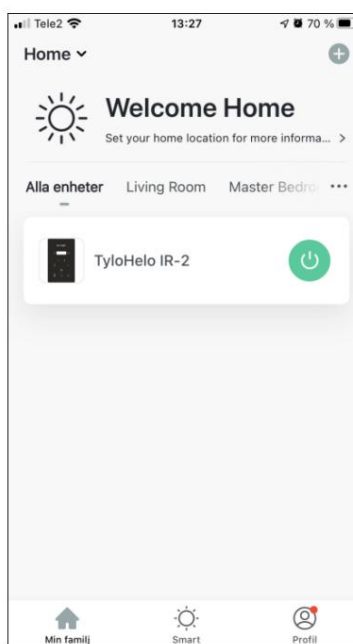 Tele2 13:27 70 %
Home
Welcome Home
Set your home location for more informa... >
Alla enheter Living Room Master Bedro ...
TyloHelo IR-2
Min familj Smart Profil